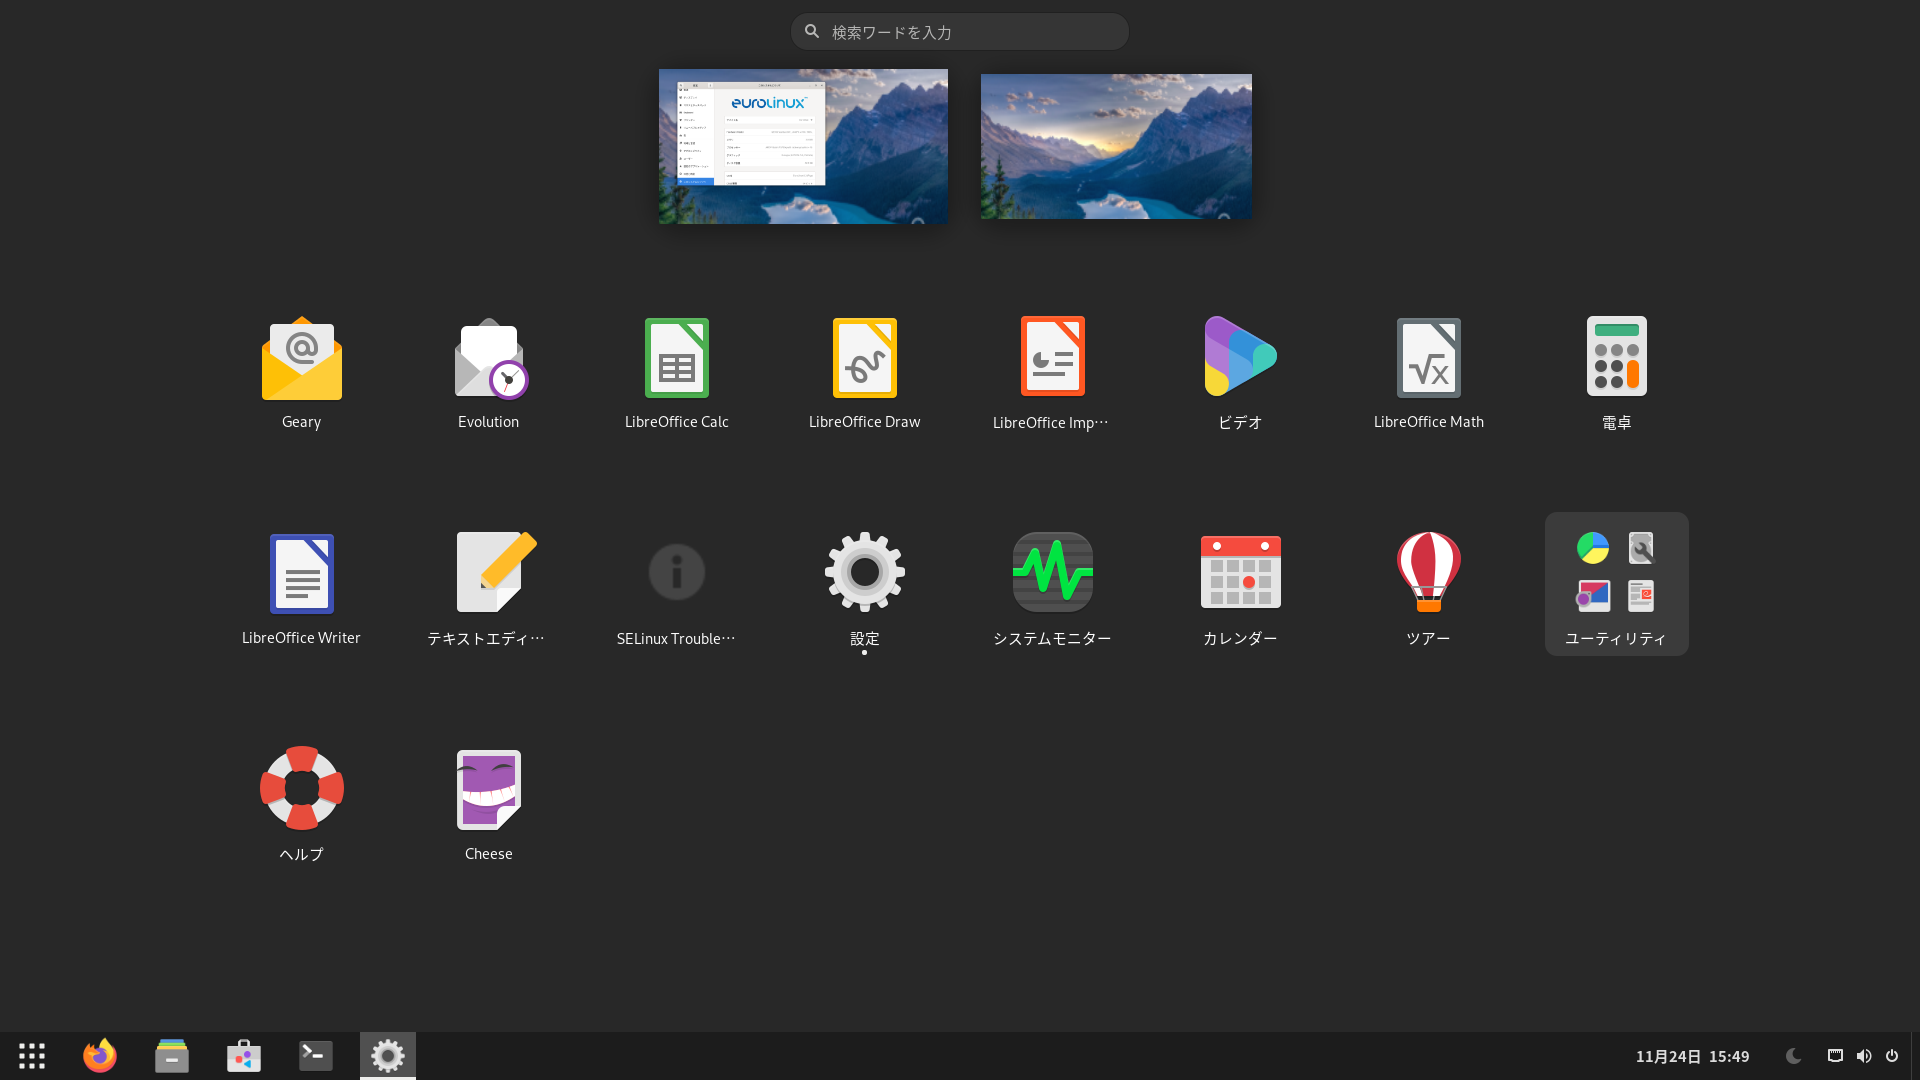 検索ワードを入力
eurolinux
Geary
Evolution
LibreOffice Calc
LibreOffice Draw
LibreOffice Imp…
ビデオ
LibreOffice Math
電卓
LibreOffice Writer
テキストエディ…
SELinux Trouble…
設定
システムモニター
カレンダー
ツアー
ユーティリティ
ヘルプ
Cheese
11月24日 15:49